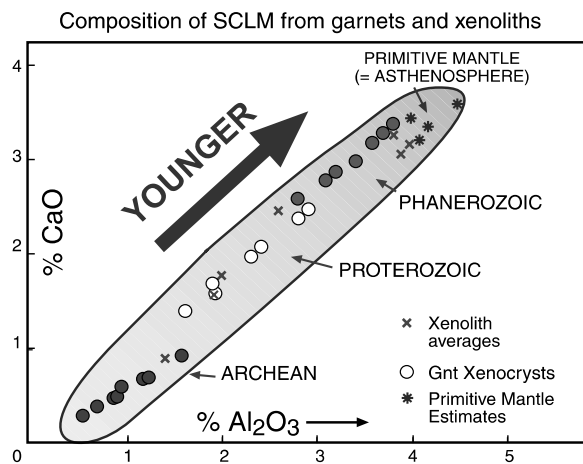 Composition of SCLM from garnets and xenoliths
4
3
2
1
0
1
2
3
4
5
% CaO
% Al2O3
YOUNGER
PRIMITIVE MANTLE
(= ASTHENOSPHERE)
PHANEROZOIC
PROTEROZOIC
ARCHEAN
Xenolith
averages
Gnt Xenocrysts
Primitive Mantle
Estimates